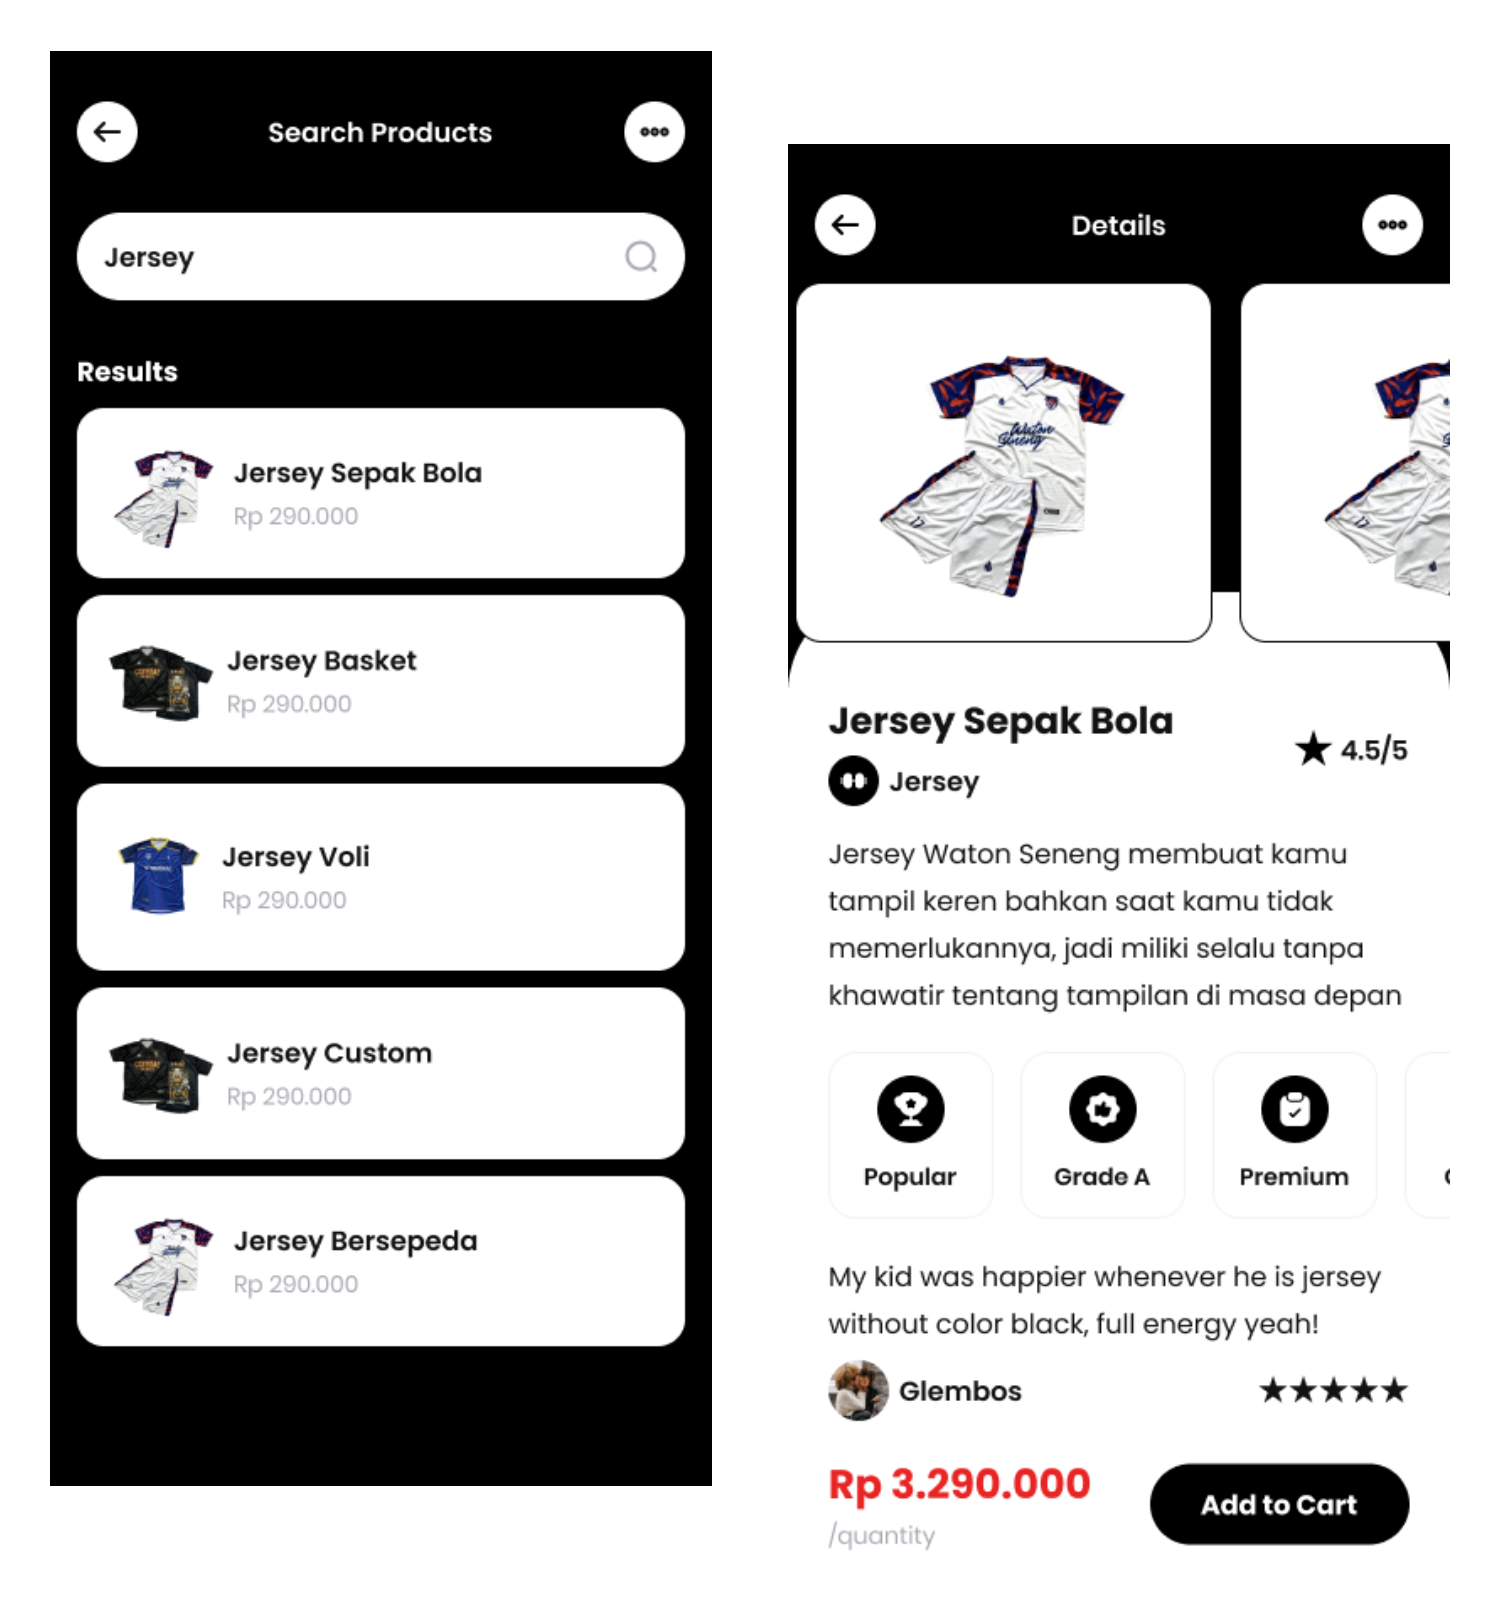 Search Products
Jersey
Results
Jersey Sepak Bola
Rp 290.000
Jersey Basket
Rp 290.000
Jersey Voli
Rp 290.000
Jersey Custom
Rp 290.000
Jersey Bersepeda
Rp 290.000
Details
Waton
Seneng
17
Jersey Sepak Bola
4.5/5
Jersey
Jersey Waton Seneng membuat kamu
tampil keren bahkan saat kamu tidak
memerlukannya, jadi miliki selalu tanpa
khawatir tentang tampilan di masa depan
Popular
Grade A
Premium
My kid was happier whenever he is jersey
without color black, full energy yeah!
Glembos
Rp 3.290.000
/quantity
Add to Cart